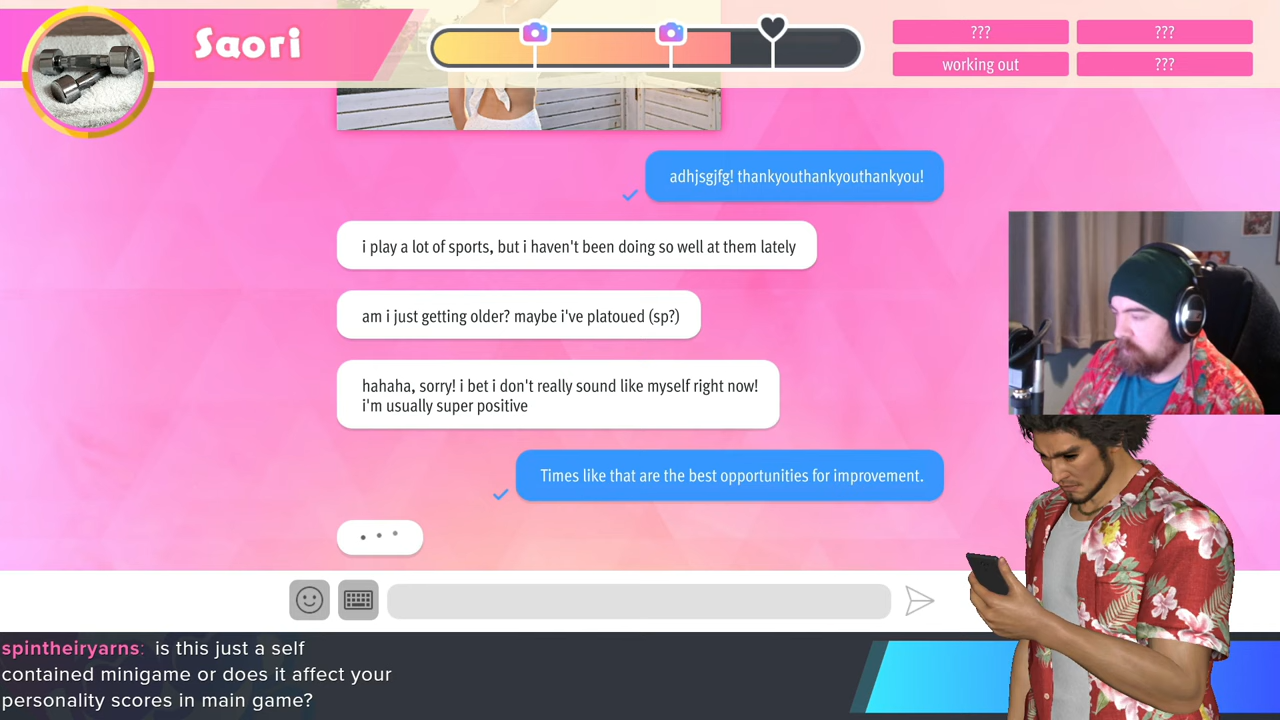 Saori
???
???
working out
???
adhjsgjfg! thankyouthankyouthankyou!
i play a lot of sports, but i haven't been doing so well at them lately
am i just getting older? maybe i've platoued (sp?)
hahaha, sorry! i bet i don't really sound like myself right now!
i'm usually super positive
Times like that are the best opportunities for improvement.
spintheiryarns: is this just a self
contained minigame or does it affect your
personality scores in main game?